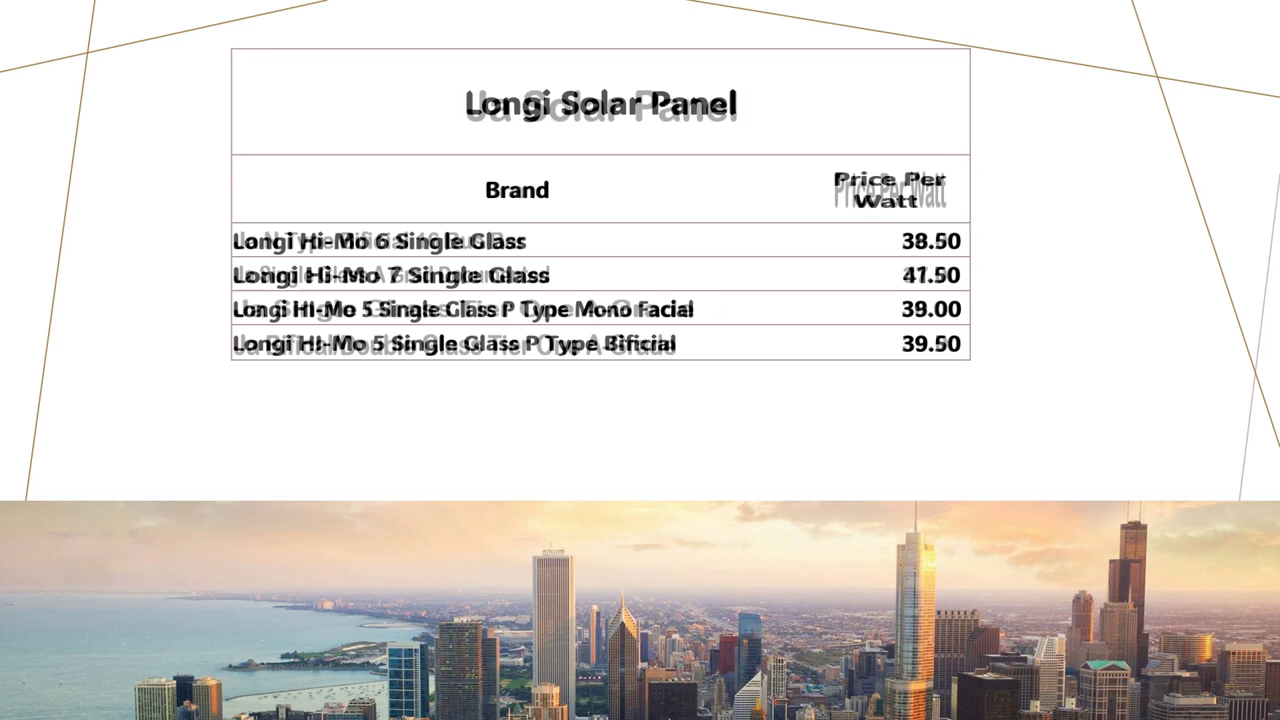 Longi Solar Panel
Brand
Price Per
Watt
Longi Hi-Mo 6 Single Glass 38.50
Longi Hi-Mo 7 Single Glass 41.50
Longi HI-Mo 5 Single Glass P Type Mono Facial 39.00
Longi HI-Mo 5 Single Glass P Type Bificial 39.50